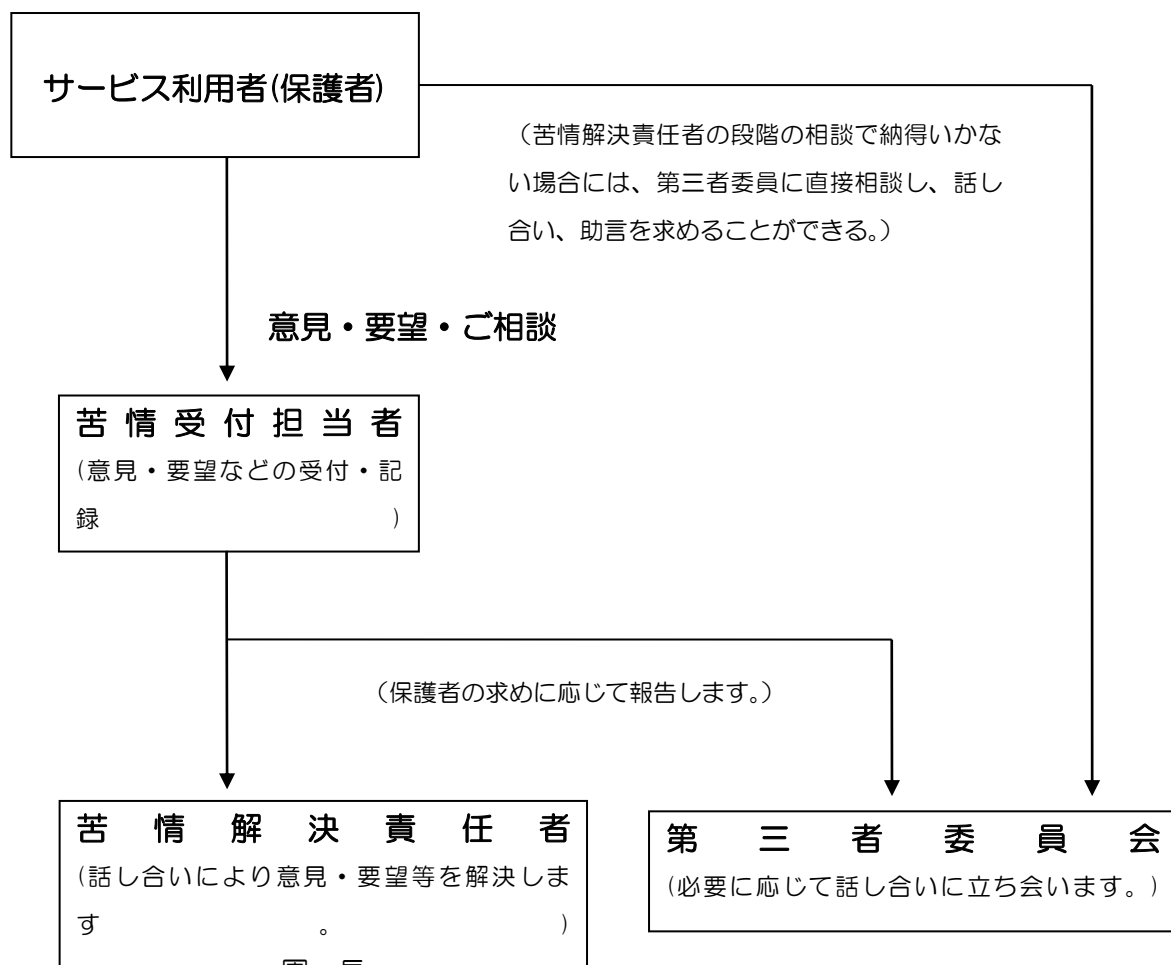 サービス利用者(保護者)
（苦情解決責任者の段階の相談で納得いかな
い場合には、第三者委員に直接相談し、話し
合い、助言を求めることができる。）
意見・要望・ご相談
苦情受付担当者
(意見・要望などの受付・記
録)
（保護者の求めに応じて報告します。）
苦情解決責任者
(話し合いにより意見・要望等を解決しま
す。)
第三者委員会
(必要に応じて話し合いに立ち会います。)